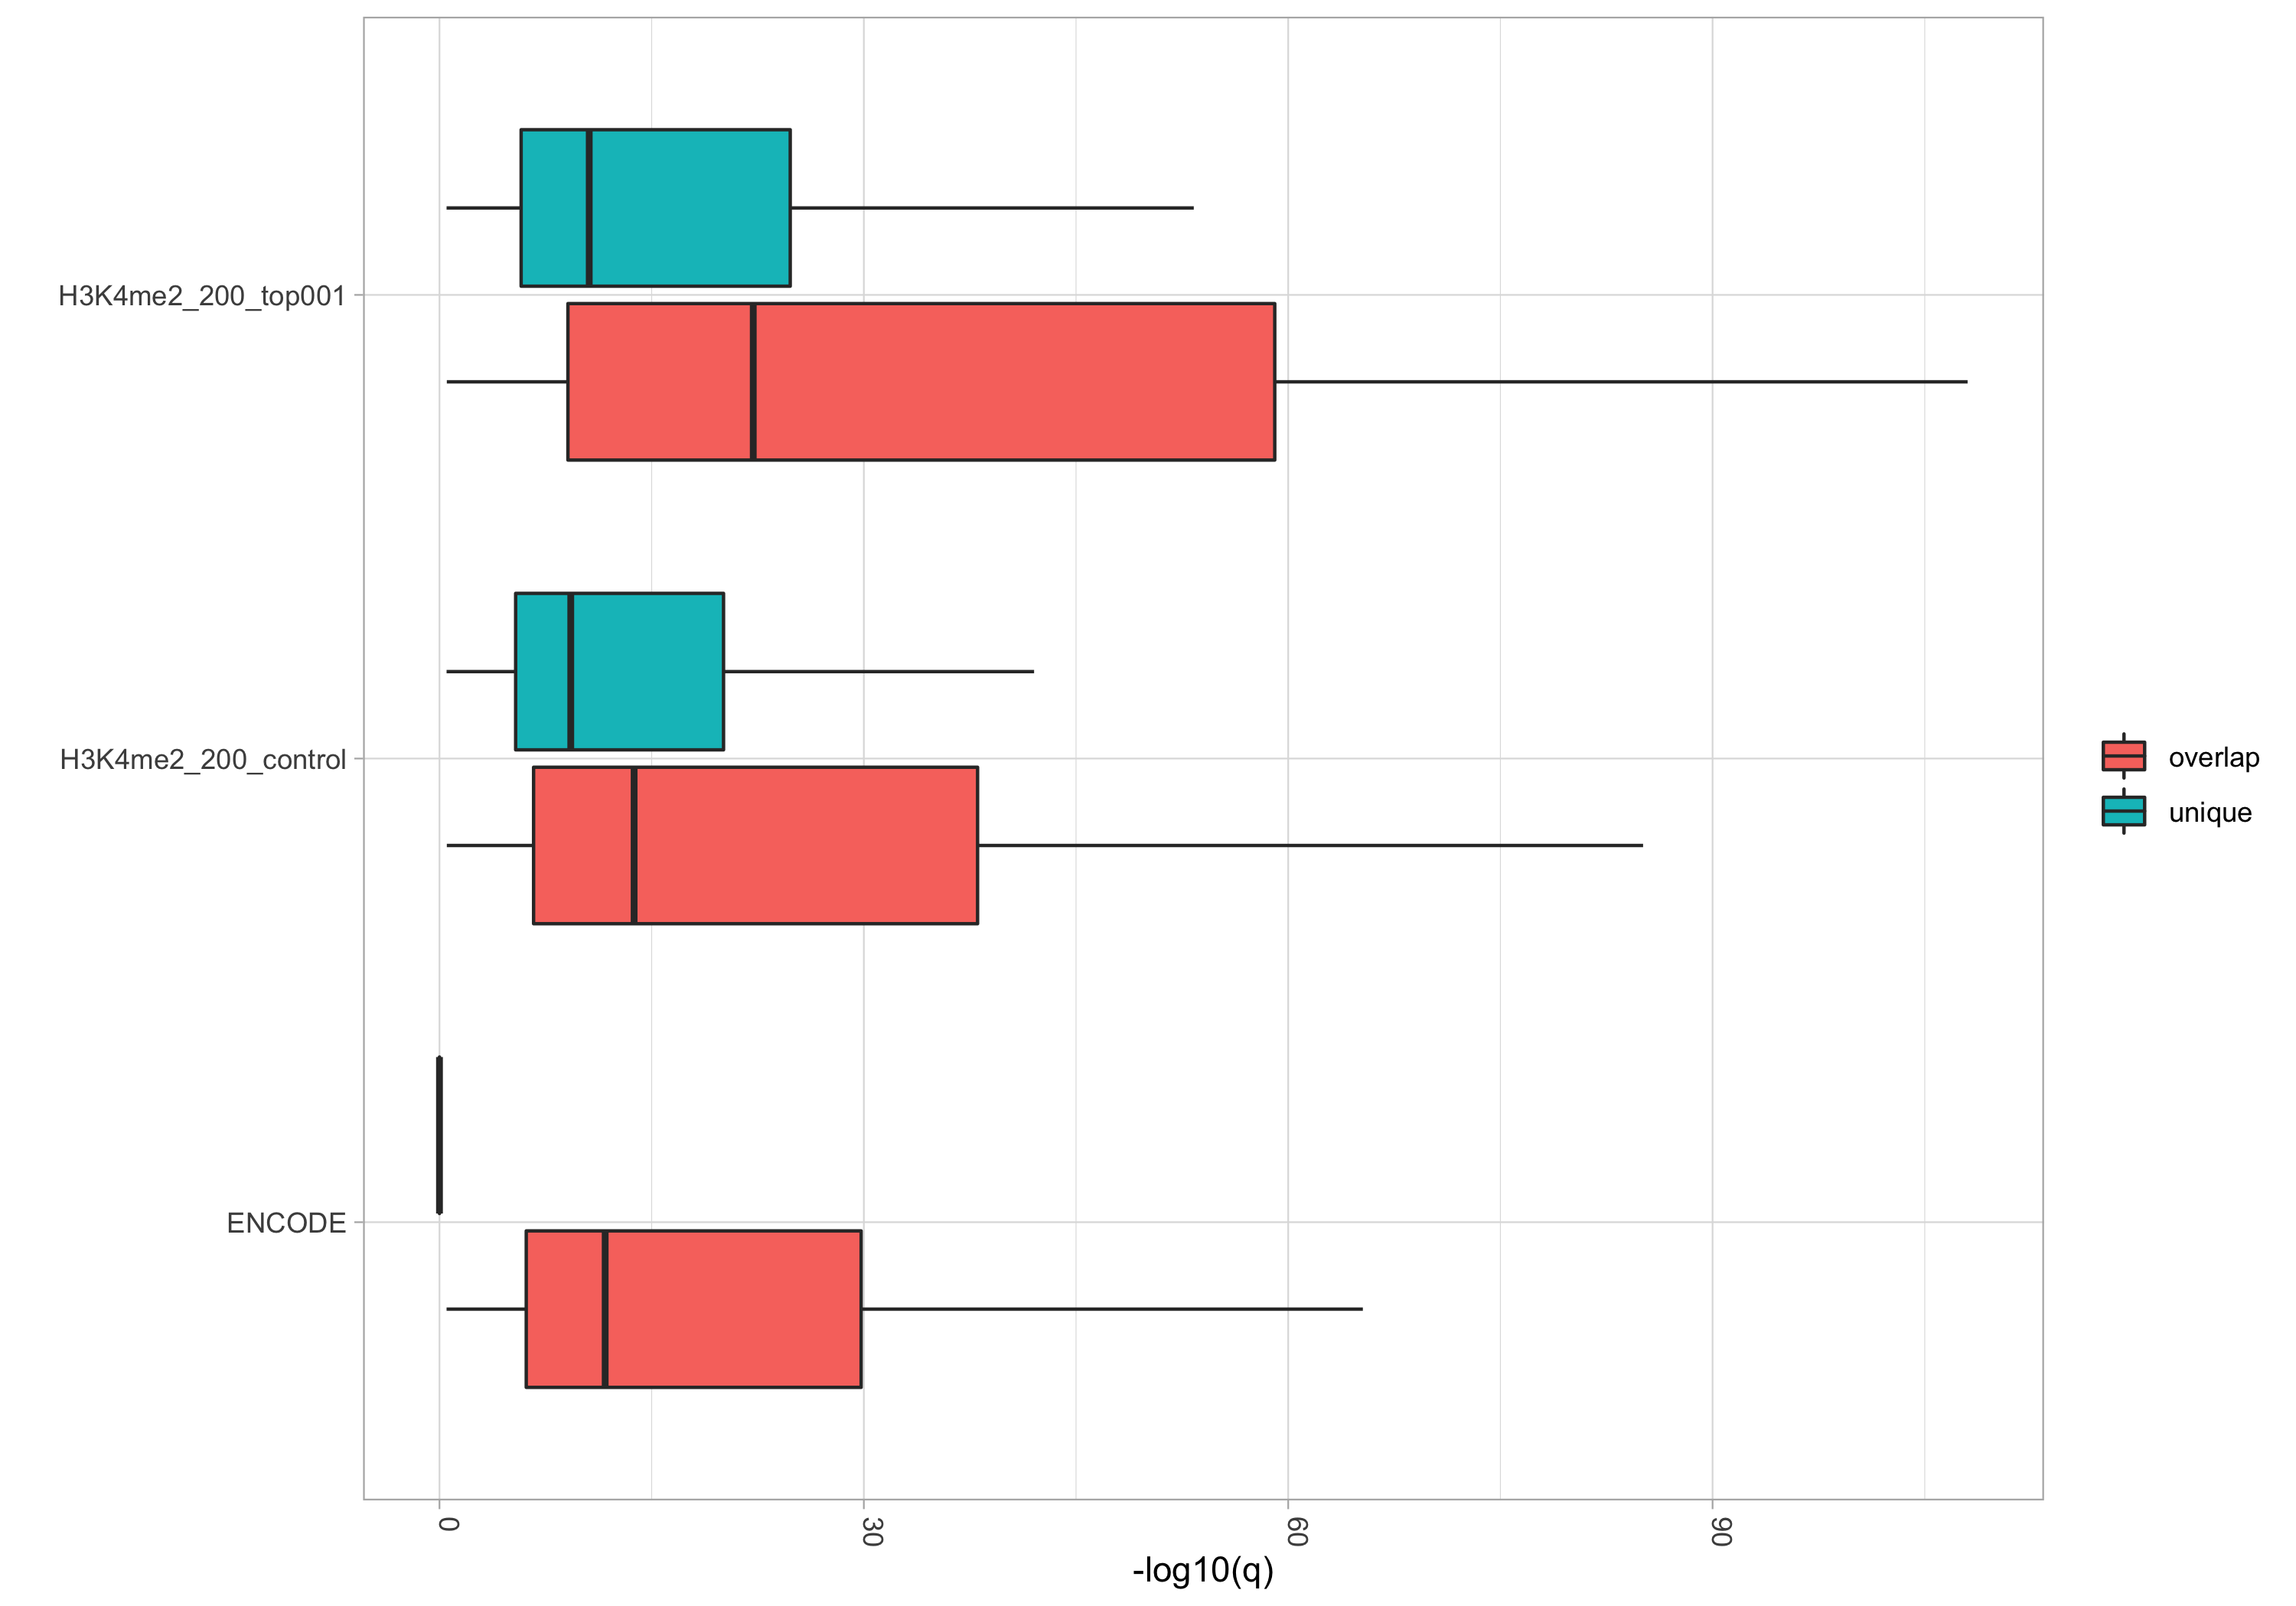 H3K4me2_200_top001
H3K4me2_200_control
ENCODE
0
30
60
90
-log10(q)
overlap
unique